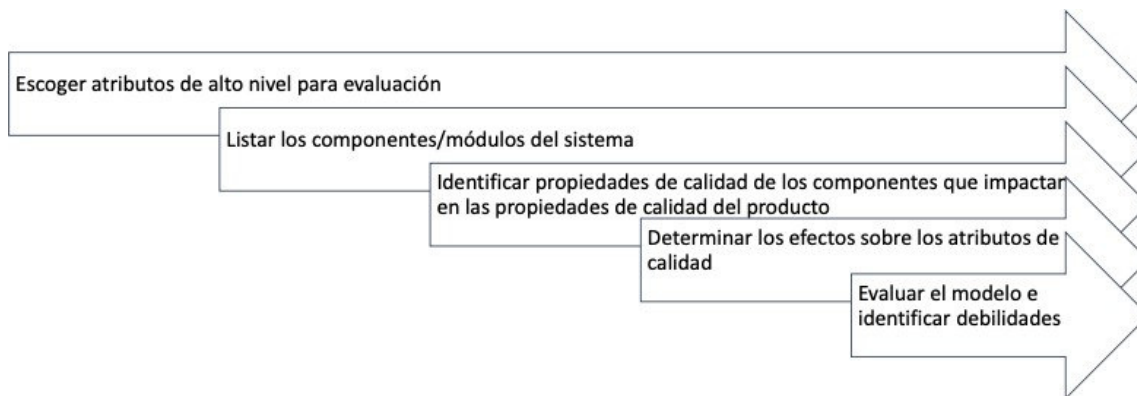 Escoger atributos de alto nivel para evaluación
Listar los componentes/módulos del sistema
Identificar propiedades de calidad de los componentes que impactan
en las propiedades de calidad del producto
Determinar los efectos sobre los atributos de
calidad
Evaluar el modelo e
identificar debilidades